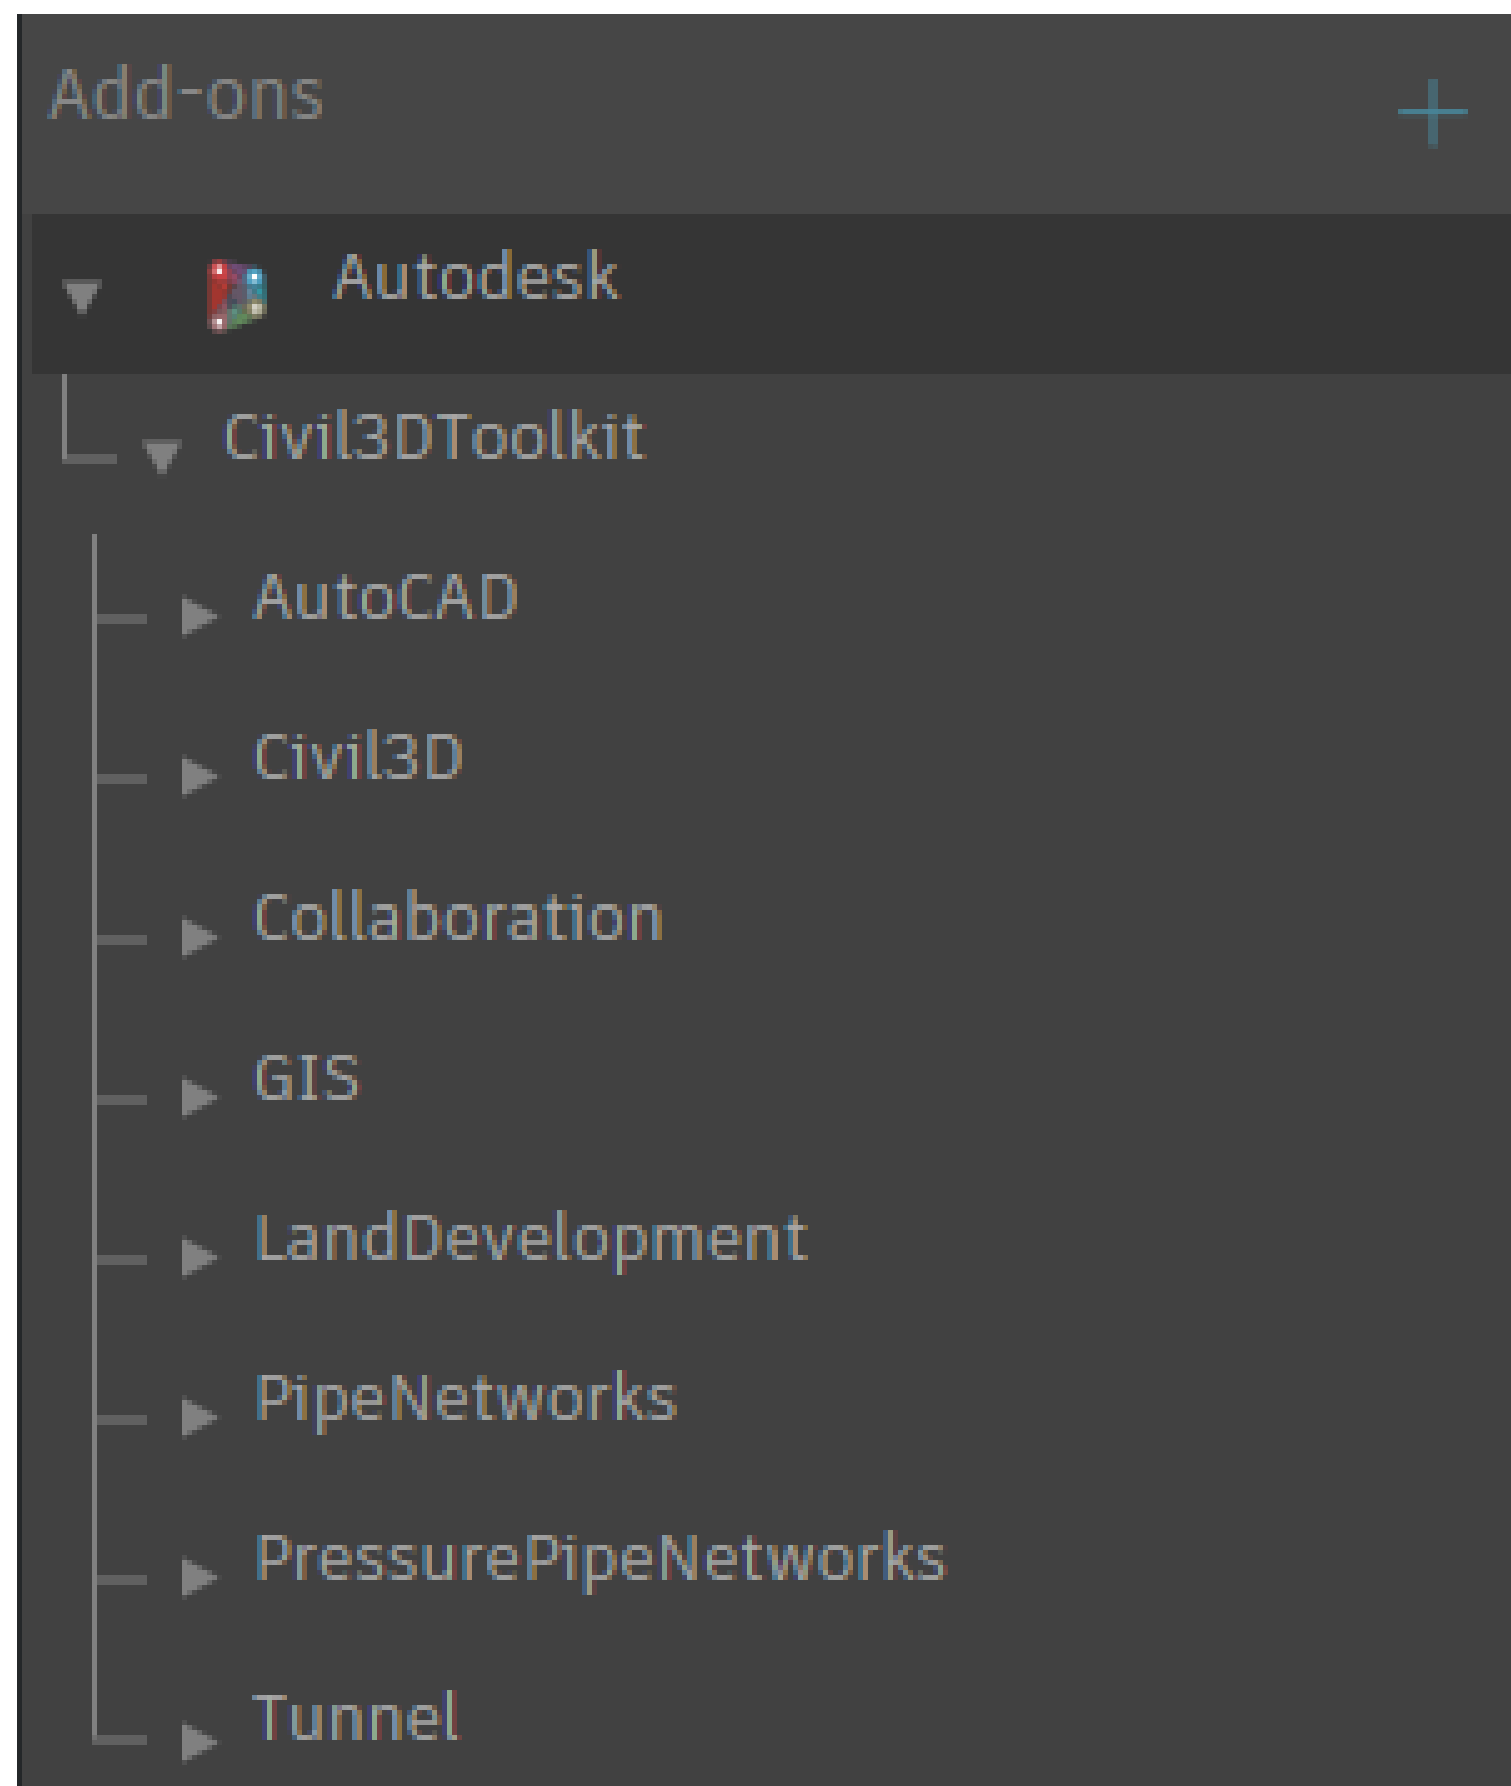 Add-ons
Autodesk
Civil3DToolkit
AutoCAD
Civil3D
Collaboration
GIS
LandDevelopment
PipeNetworks
PressurePipeNetworks
Tunnel